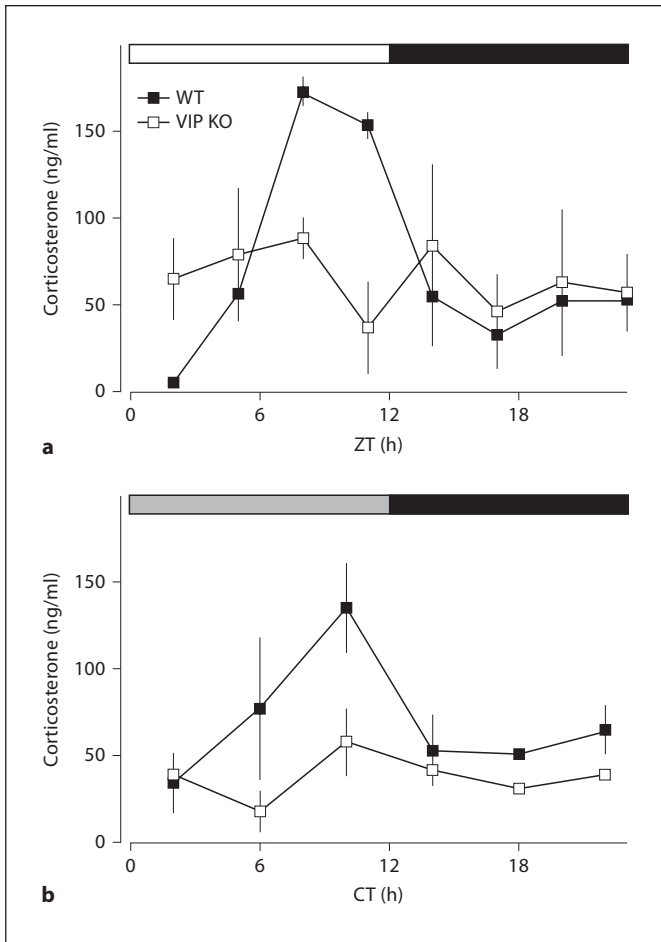 WT
VIP KO
Corticosterone (ng/ml)
150
100
50
0
0 6 12 18
a
ZT (h)
Corticosterone (ng/ml)
150
100
50
0
0 6 12 18
b
CT (h)